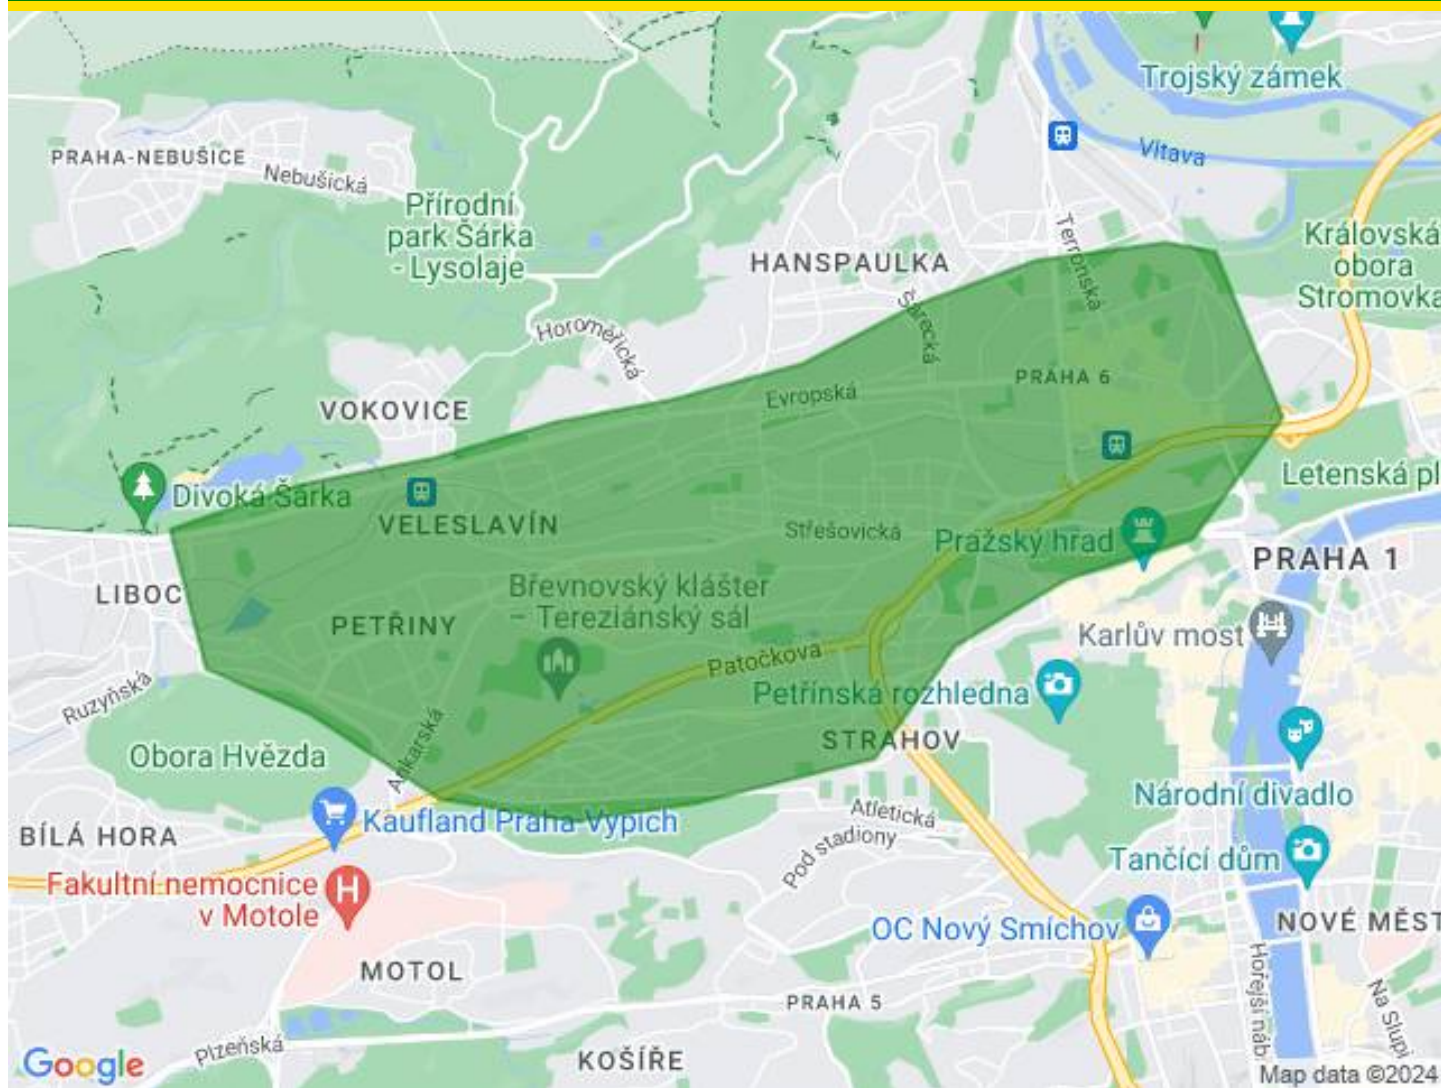 Trojský zámek
Vltava
PRAHA-NEBUŠICE
Nebušická
Přírodní
park Šárka
- Lysolaje
HANSPAULKA
Terronská
Královská
obora
Stromovka
Horoměřická
Šárecká
Evropská
PRAHA 6
VOKOVICE
Divoká Šárka
VELESLAVÍN
Letenská pl
Střešovická
Pražský hrad
PRAHA 1
LIBOC
Břevnovský klášter
– Tereziánský sál
PETŘINY
Karlův most
Patočkova
Petřínská rozhledna
Ruzyňská
Ankarská
STRAHOV
Obora Hvězda
Národní divadlo
Kaufland Praha-Vypich
Atletická
BÍLÁ HORA
Pod stadiony
Tančící dům
Fakultní nemocnice
v Motole
H
OC Nový Smíchov
NOVÉ MĚST
MOTOL
Hořejší náb.
PRAHA 5
Na Slupi
Plzeňská
KOŠÍŘE
Google
Map data ©2024